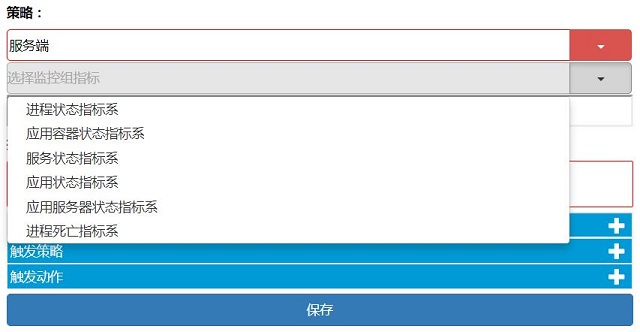 策略：
服务端
选择监控组指标
进程状态指标系
应用容器状态指标系
服务状态指标系
应用状态指标系
应用服务器状态指标系
进程死亡指标系
触发策略
触发动作
保存